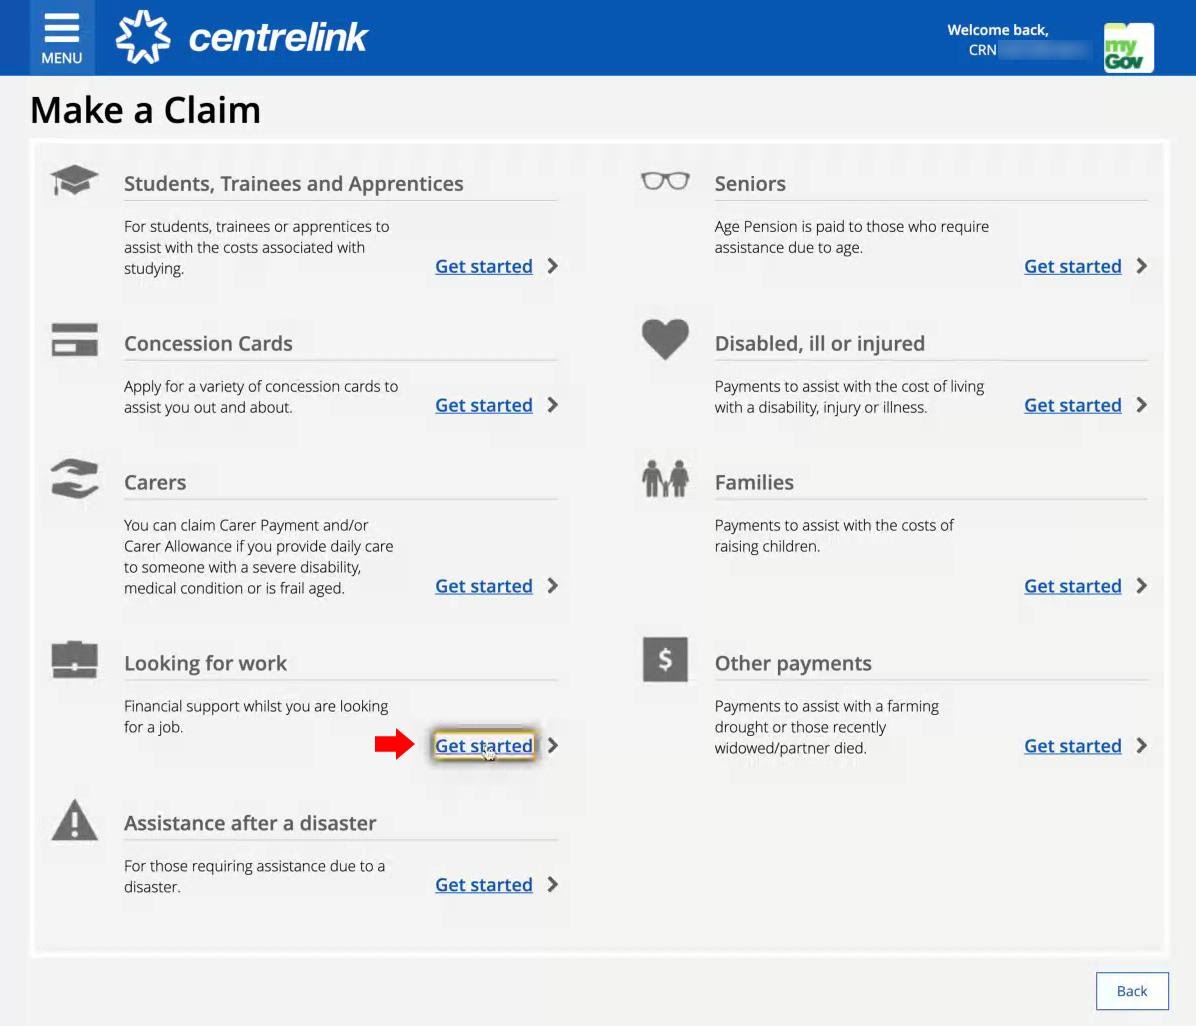 MENU
centrelink
Welcome back,
CRN
my
Gov
Make a Claim
Students, Trainees and Apprentices
For students, trainees or apprentices to
assist with the costs associated with
studying.
Get started
Seniors
Age Pension is paid to those who require
assistance due to age.
Get started
Concession Cards
Apply for a variety of concession cards to
assist you out and about.
Get started
Disabled, ill or injured
Payments to assist with the cost of living
with a disability, injury or illness.
Get started
Carers
You can claim Carer Payment and/or
Carer Allowance if you provide daily care
to someone with a severe disability,
medical condition or is frail aged.
Get started
Families
Payments to assist with the costs of
raising children.
Get started
Looking for work
Financial support whilst you are looking
for a job.
Get started
$
Other payments
Payments to assist with a farming
drought or those recently
widowed/partner died.
Get started
Assistance after a disaster
For those requiring assistance due to a
disaster.
Get started
Back